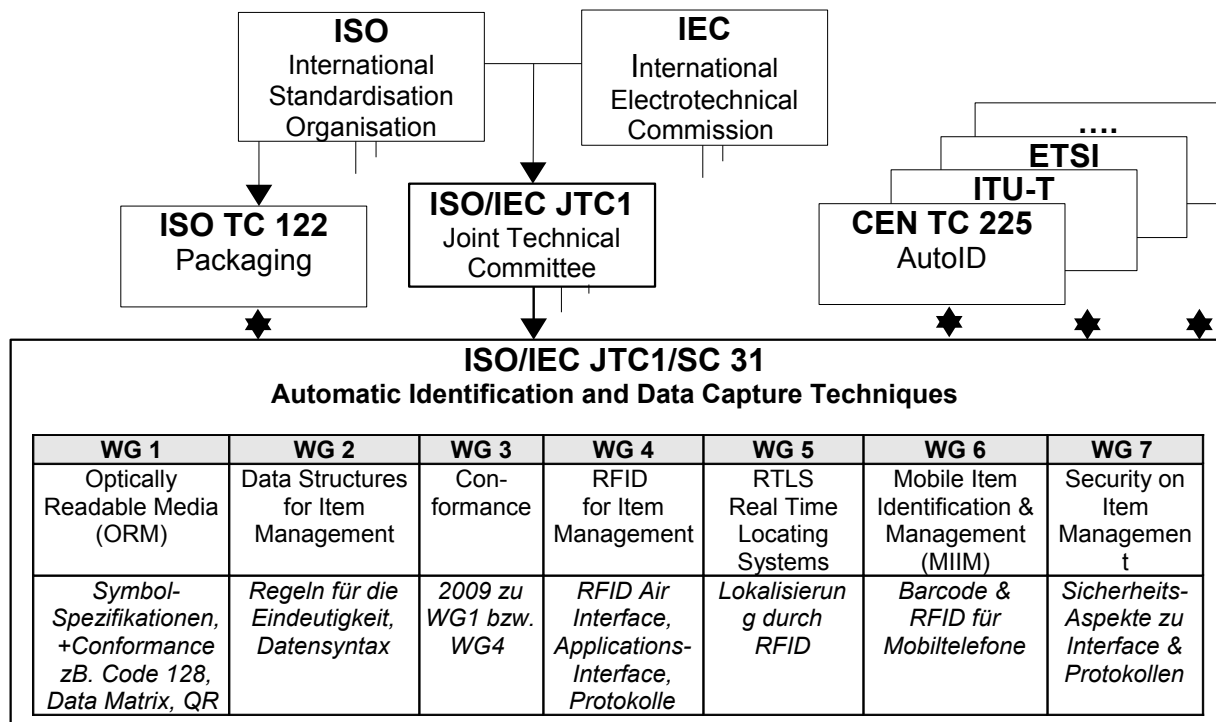 ISO
International
Standardisation
Organisation
IEC
International
Electrotechnical
Commission
....
ETSI
ITU-T
CEN TC 225
AutoID
ISO TC 122
Packaging
ISO/IEC JTC1
Joint Technical
Committee
ISO/IEC JTC1/SC 31
Automatic Identification and Data Capture Techniques
WG 1
WG 2
WG 3
WG 4
WG 5
WG 6
WG 7
Optically
Readable Media
(ORM)
Data Structures
for Item
Management
Con-
formance
RFID
for Item
Management
RTLS
Real Time
Locating
Systems
Mobile Item
Identification &
Management
(MIIM)
Security on
Item
Managemen
t
Symbol-
Spezifikationen,
+Conformance
zB. Code 128,
Data Matrix, QR
Regeln für die
Eindeutigkeit,
Datensyntax
2009 zu
WG1 bzw.
WG4
RFID Air
Interface,
Applications-
Interface,
Protokolle
Lokalisierun
g durch
RFID
Barcode &
RFID für
Mobiltelefone
Sicherheits-
Aspekte zu
Interface &
Protokollen